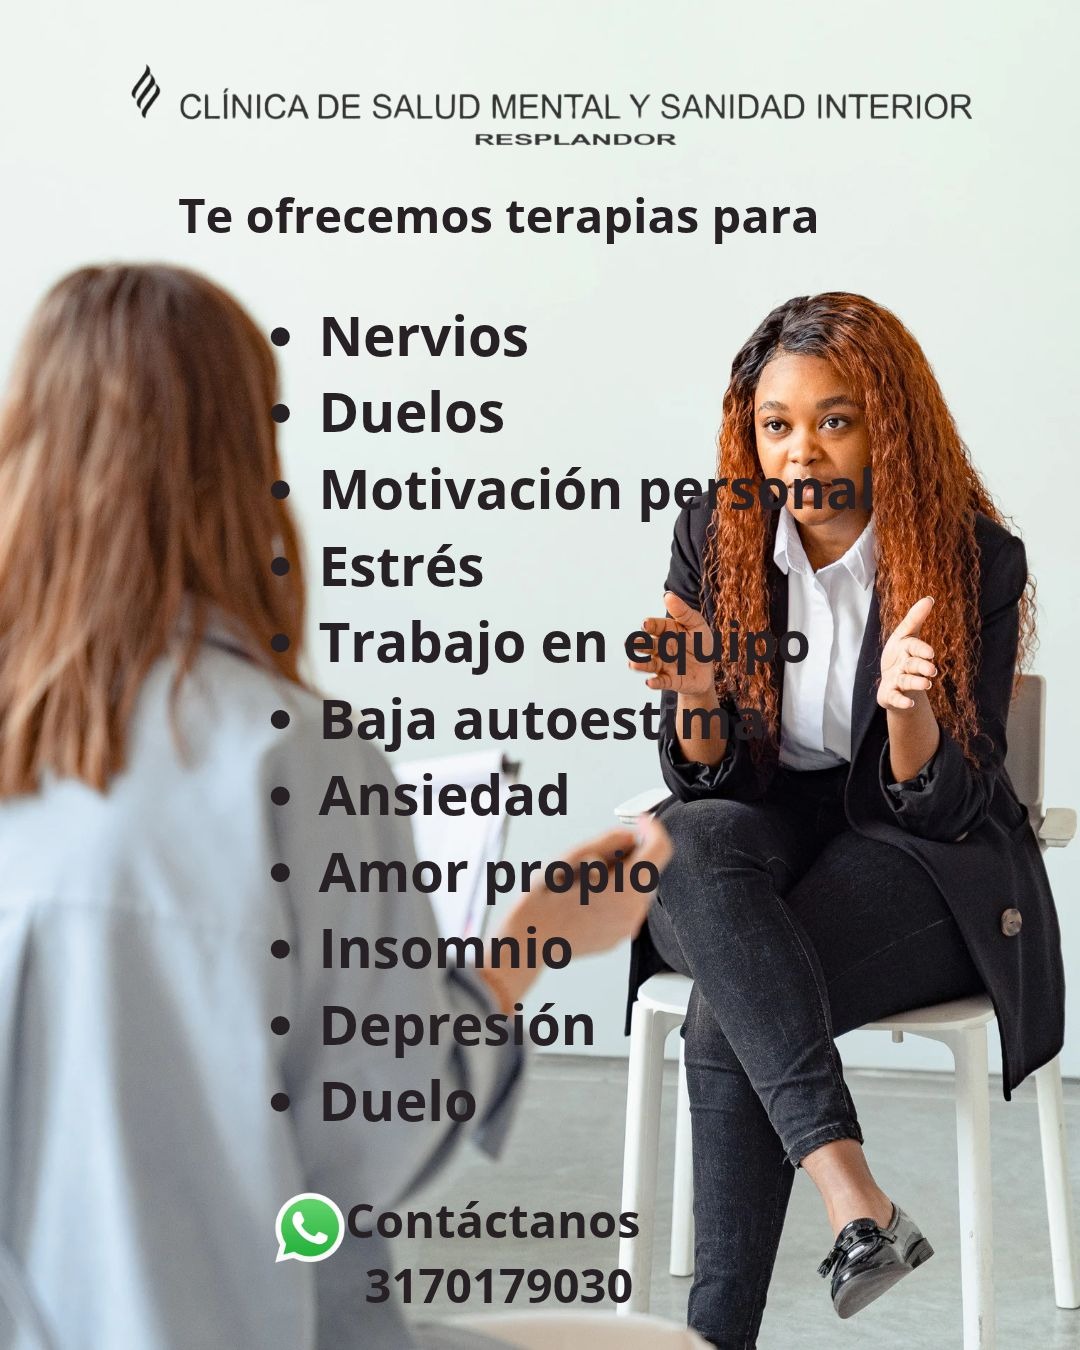 CLÍNICA DE SALUD MENTAL Y SANIDAD INTERIOR
RESPLANDOR
Te ofrecemos terapias para
• Nervios
• Duelos
• Motivación personal
• Estrés
• Trabajo en equipo
• Baja autoestima
• Ansiedad
• Amor propio
• Insomnio
• Depresión
• Duelo
Contáctanos
3170179030